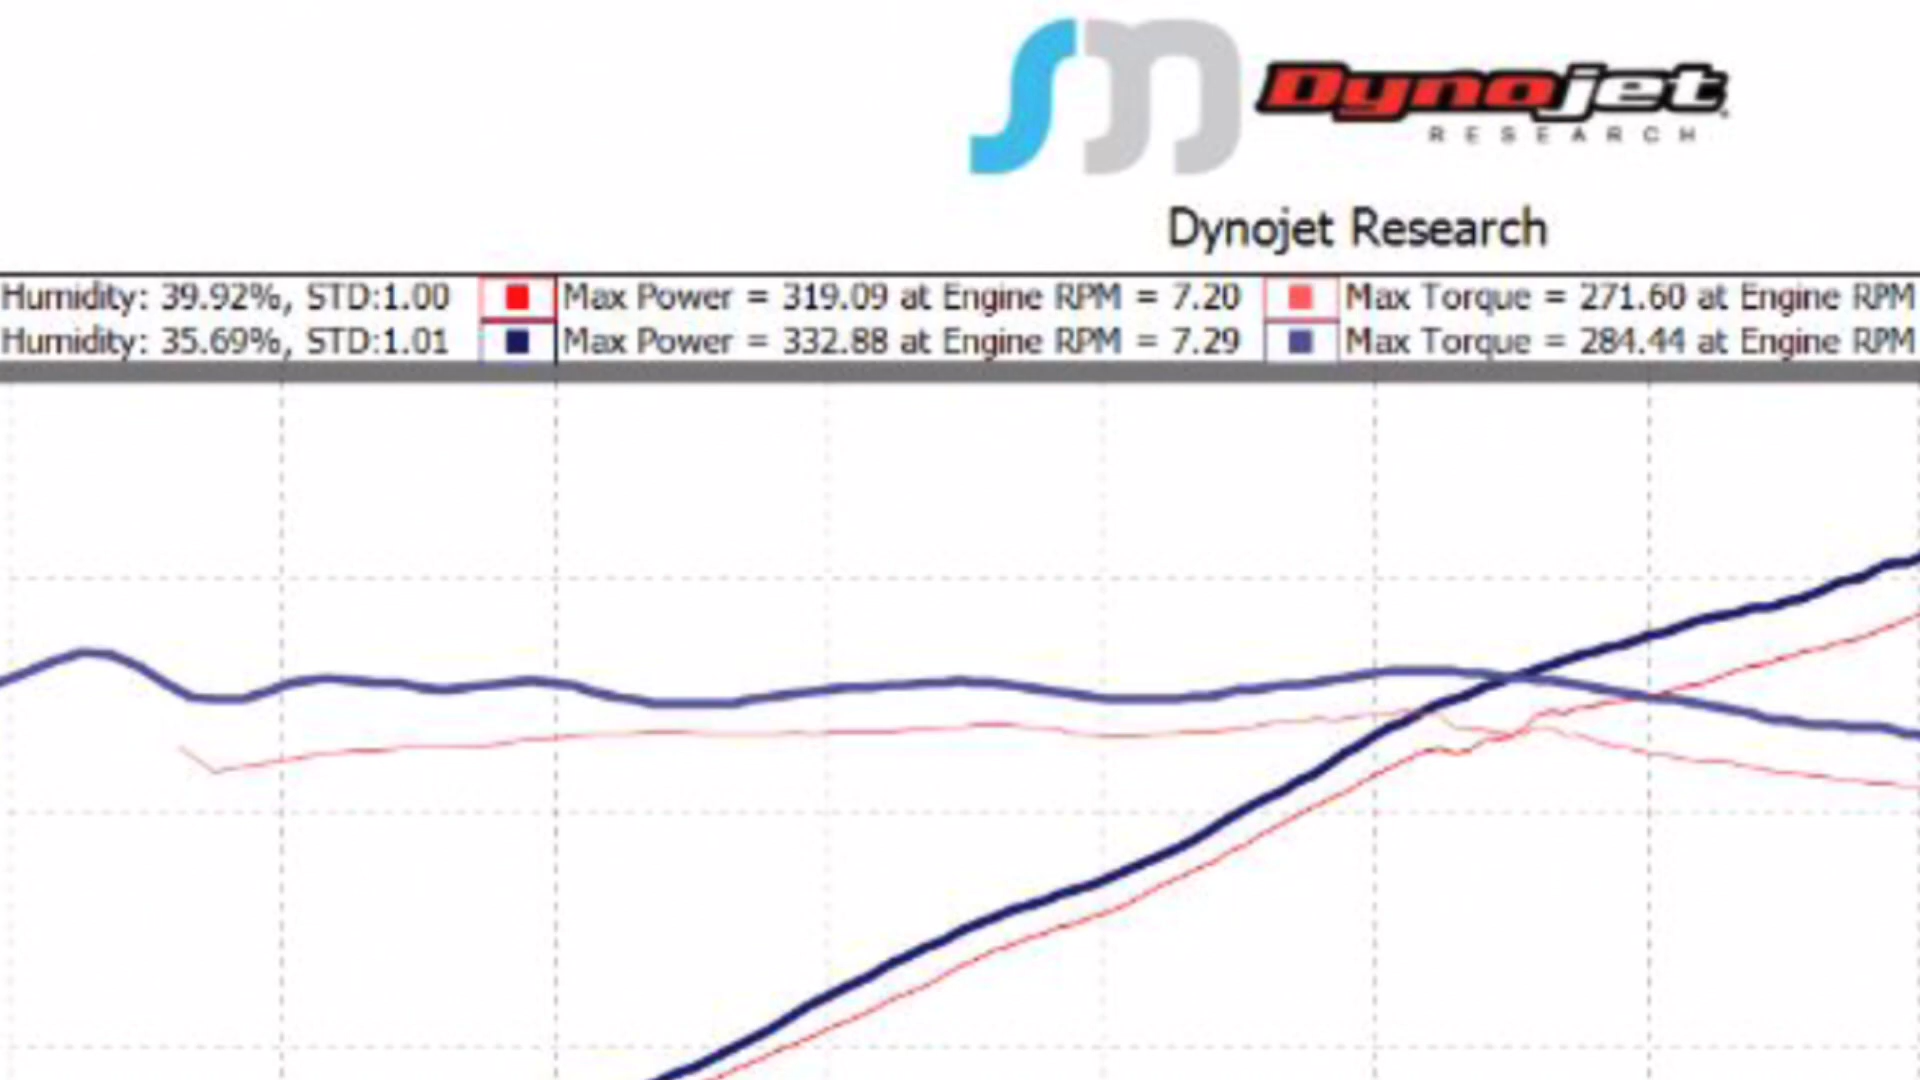 sm
Dynojet
RESEARCH
Dynojet Research
Humidity: 39.92%, STD:1.00 Max Power = 319.09 at Engine RPM = 7.20 Max Torque = 271.60 at Engine RPM
Humidity: 35.69%, STD:1.01 Max Power = 332.88 at Engine RPM = 7.29 Max Torque = 284.44 at Engine RPM